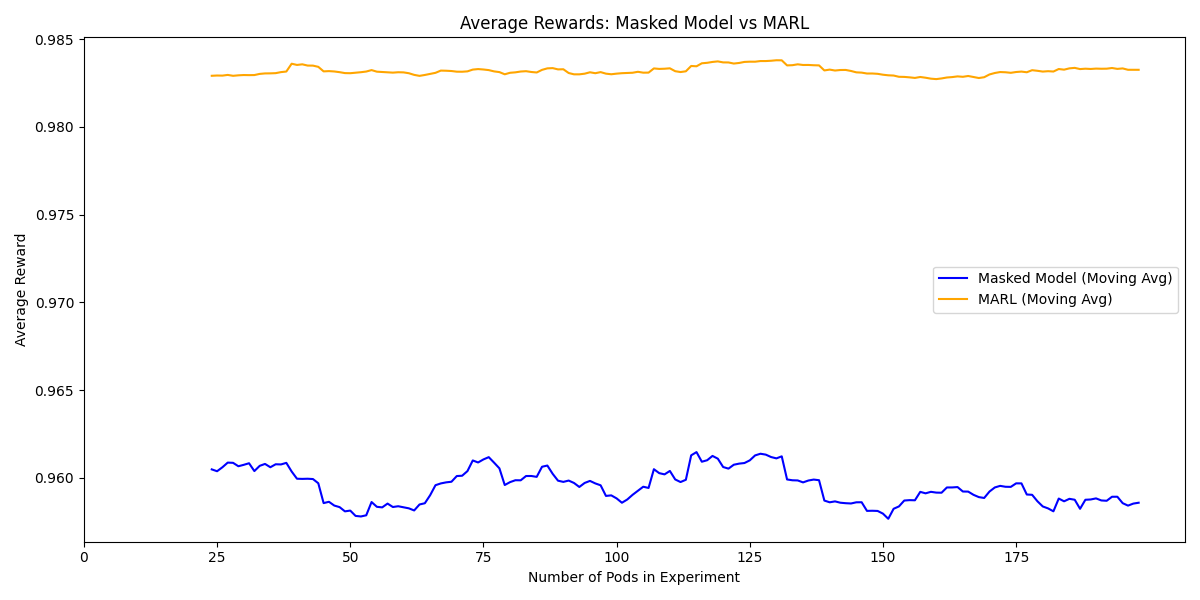 Average Rewards: Masked Model vs MARL
0.985
0.980
0.975
0.970
0.965
0.960
Average Reward
Masked Model (Moving Avg)
MARL (Moving Avg)
0
25
50
75
100
125
150
175
Number of Pods in Experiment